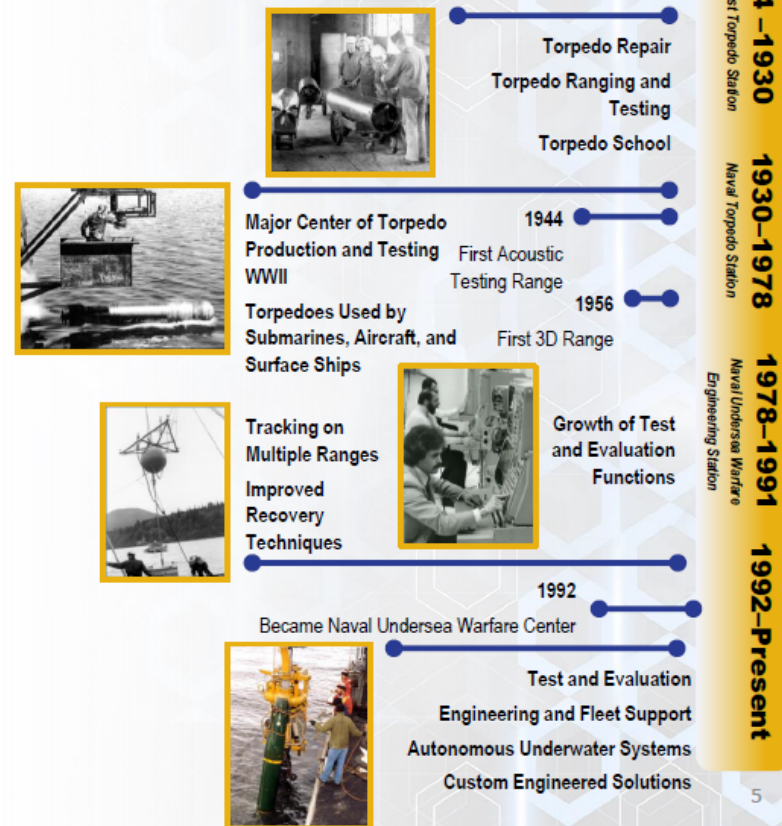 Torpedo Repair
Torpedo Ranging and
Testing
Torpedo School
4 –1930
Torpedo Station
Major Center of Torpedo
Production and Testing
WWII
Torpedoes Used by
Submarines, Aircraft, and
Surface Ships
1944
First Acoustic
Testing Range
1956
First 3D Range
1930–1978
Naval Torpedo Station
Tracking on
Multiple Ranges
Improved
Recovery
Techniques
Growth of Test
and Evaluation
Functions
1978–1991
Naval Undersea Warfare
Engineering Station
1992
Became Naval Undersea Warfare Center
Test and Evaluation
Engineering and Fleet Support
Autonomous Underwater Systems
Custom Engineered Solutions
1992–Present
5